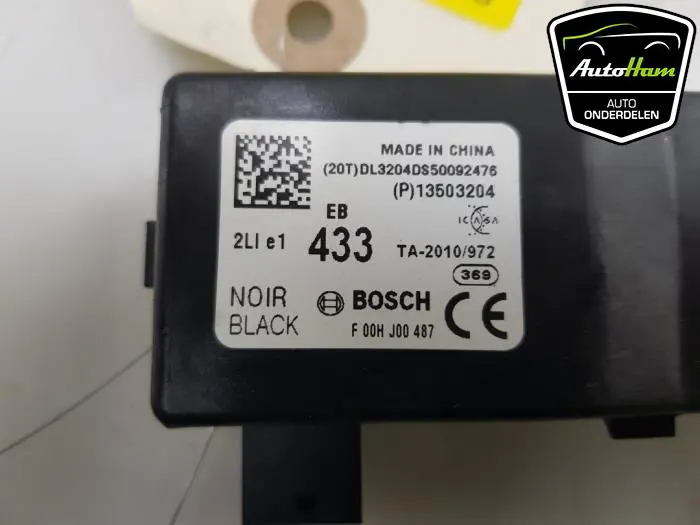 AutoHam
AUTO
ONDERDELEN
MADE IN CHINA
(20T)DL3204DS50092476
(P)13503204
EB
ICASA
2LI e1
433
TA-2010/972
369
NOIR
BLACK
BOSCH
CE
F 00H J00 487